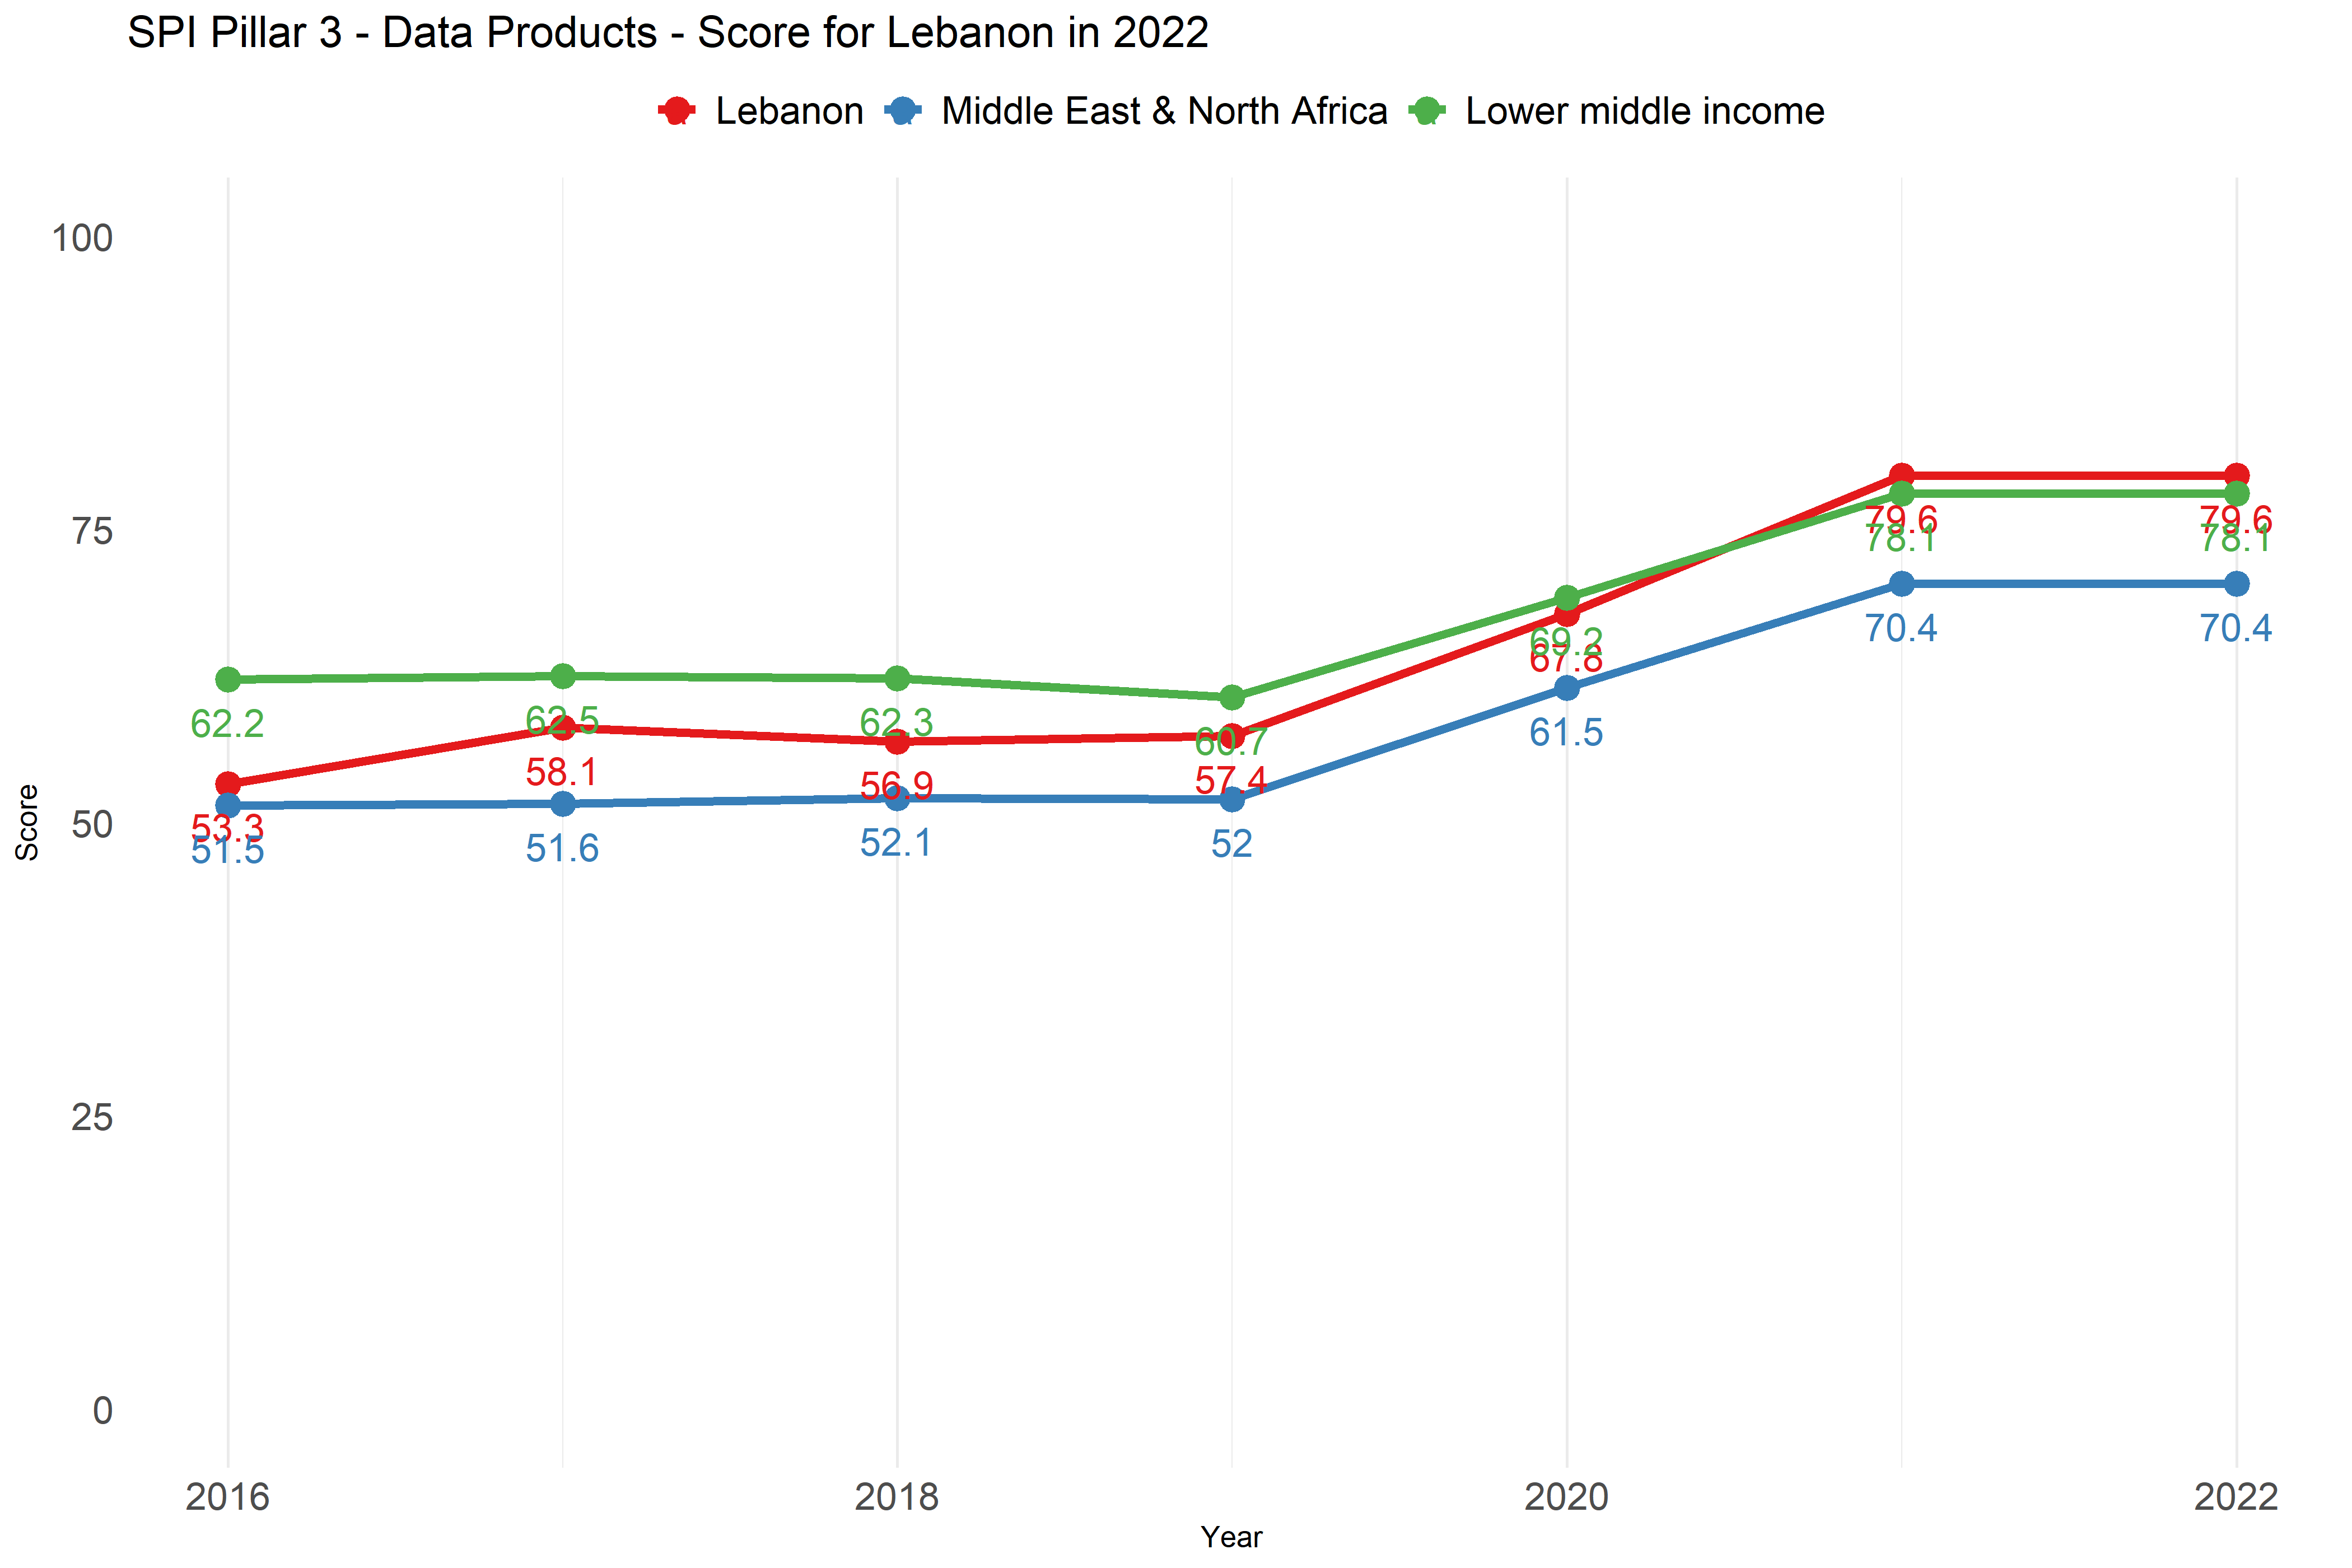 SPI Pillar 3 - Data Products - Score for Lebanon in 2022
Lebanon Middle East & North Africa Lower middle income
100
75
50
25
0
Score
79.6 79.6
78.1 78.1
70.4 70.4
69.2
67.8
61.5
62.2 62.5 62.3
60.7
58.1 56.9 57.4
53.3
51.5 51.6 52.1 52
2016 2018 2020 2022
Year